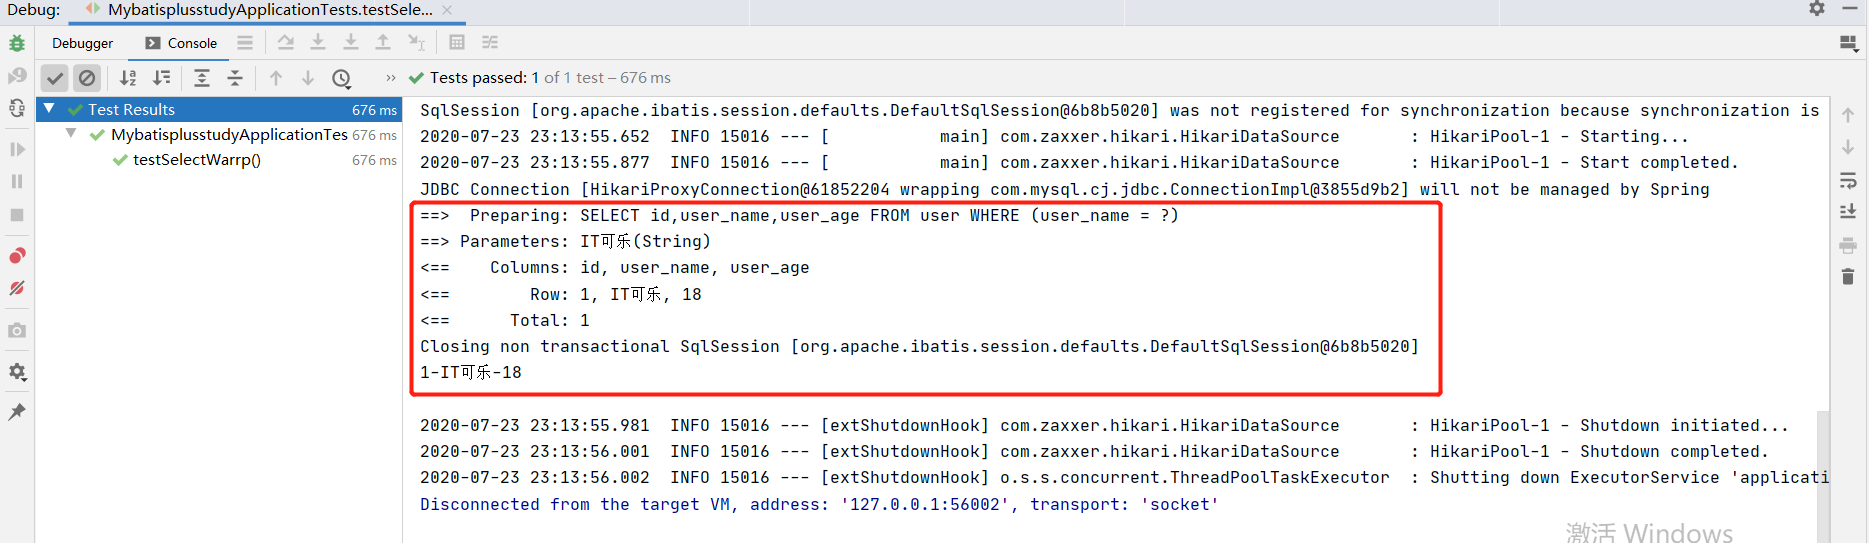 Debug: MybatisplusstudyApplicationTests.testSele...
Debugger Console
Tests passed: 1 of 1 test – 676 ms
Test Results 676 ms
MybatisplusstudyApplicationTes 676 ms
testSelectWarrp() 676 ms
SqlSession [org.apache.ibatis.session.defaults.DefaultSqlSession@6b8b5020] was not registered for synchronization because synchronization is
2020-07-23 23:13:55.652  INFO 15016 --- [           main] com.zaxxer.hikari.HikariDataSource       : HikariPool-1 - Starting...
2020-07-23 23:13:55.877  INFO 15016 --- [           main] com.zaxxer.hikari.HikariDataSource       : HikariPool-1 - Start completed.
JDBC Connection [HikariProxyConnection@61852204 wrapping com.mysql.cj.jdbc.ConnectionImpl@3855d9b2] will not be managed by Spring
==>  Preparing: SELECT id,user_name,user_age FROM user WHERE (user_name = ?)
==> Parameters: IT可乐(String)
<==    Columns: id, user_name, user_age
<==        Row: 1, IT可乐, 18
<==      Total: 1
Closing non transactional SqlSession [org.apache.ibatis.session.defaults.DefaultSqlSession@6b8b5020]
1-IT可乐-18
2020-07-23 23:13:55.981  INFO 15016 --- [extShutdownHook] com.zaxxer.hikari.HikariDataSource       : HikariPool-1 - Shutdown initiated...
2020-07-23 23:13:56.001  INFO 15016 --- [extShutdownHook] com.zaxxer.hikari.HikariDataSource       : HikariPool-1 - Shutdown completed.
2020-07-23 23:13:56.002  INFO 15016 --- [extShutdownHook] o.s.s.concurrent.ThreadPoolTaskExecutor  : Shutting down ExecutorService 'applicati
Disconnected from the target VM, address: '127.0.0.1:56002', transport: 'socket'
激活 Windows